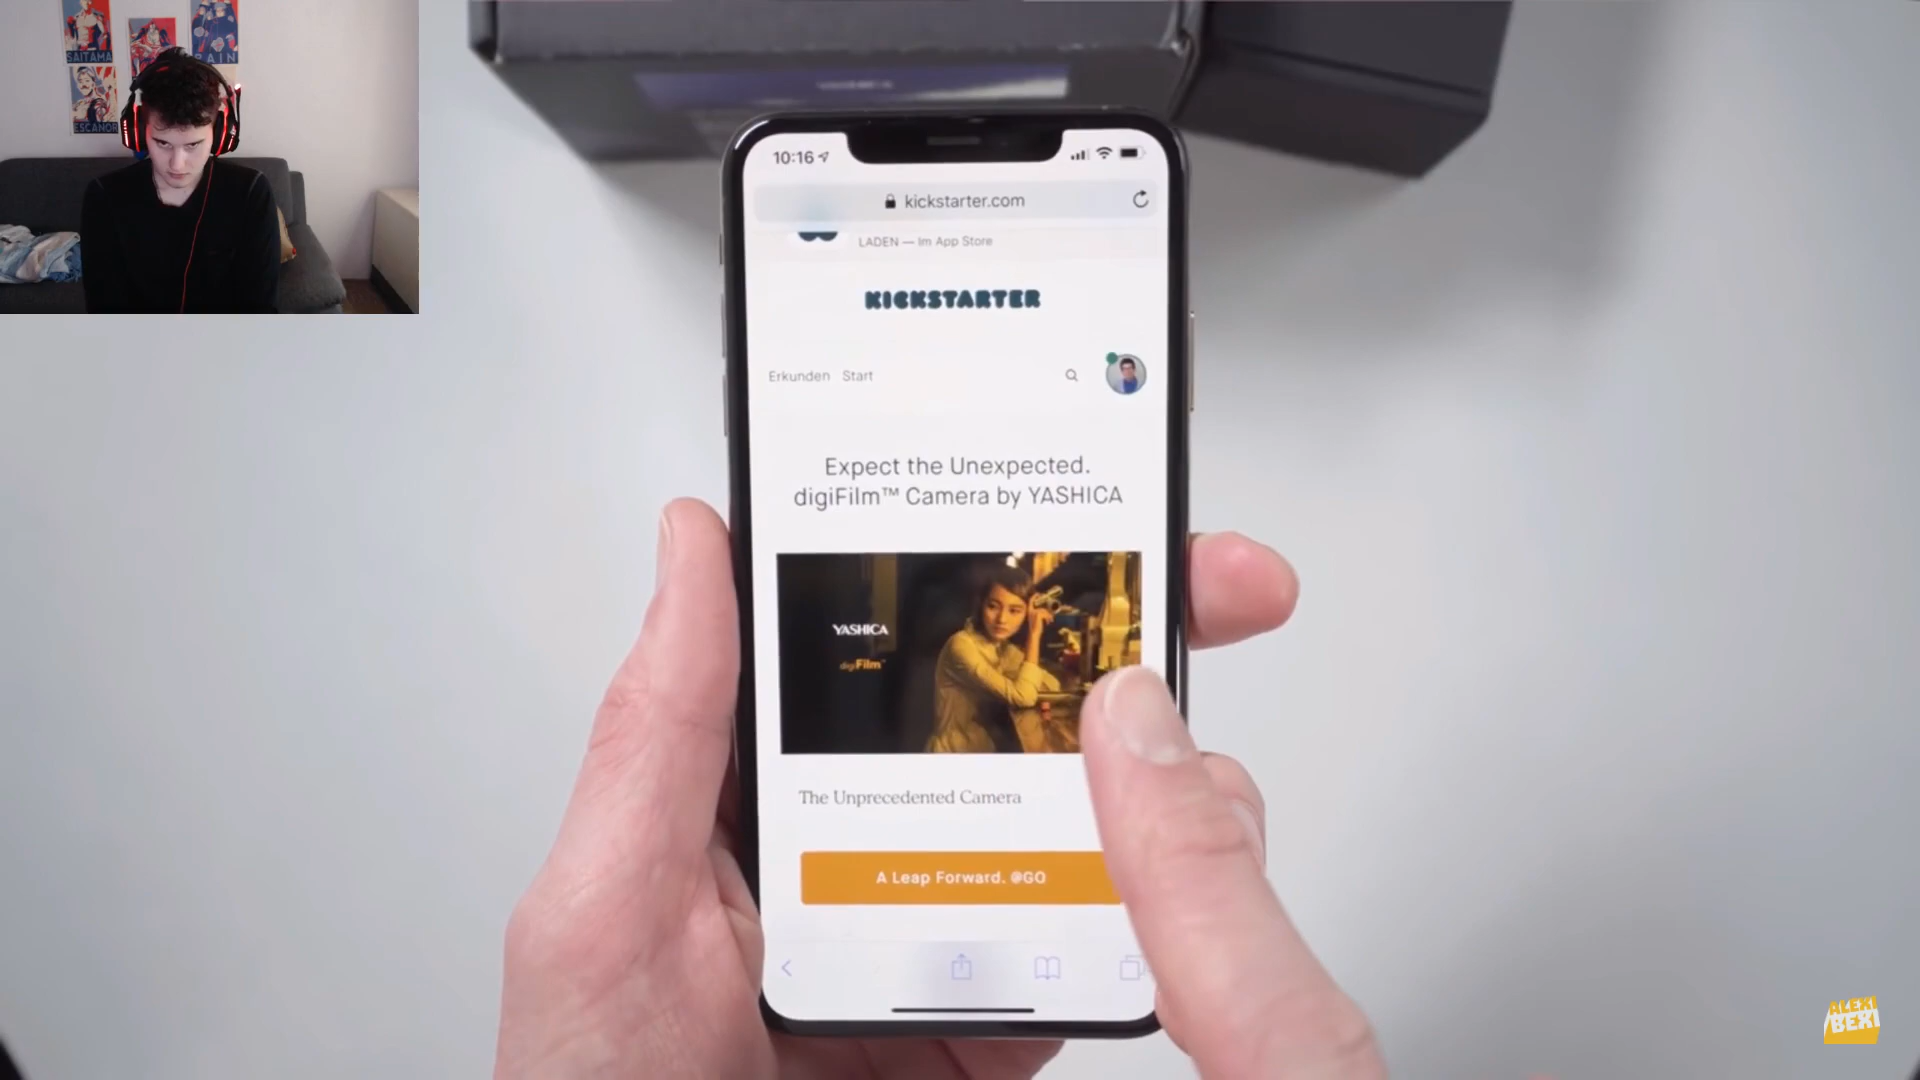 SAITAMA
PAIN
ESCANOR
10:16
kickstarter.com
LADEN — Im App Store
KICKSTARTER
Erkunden Start
Expect the Unexpected.
digiFilm™ Camera by YASHICA
YASHICA
digiFilm™
The Unprecedented Camera
A Leap Forward. @GO
ALEXI
BEXI